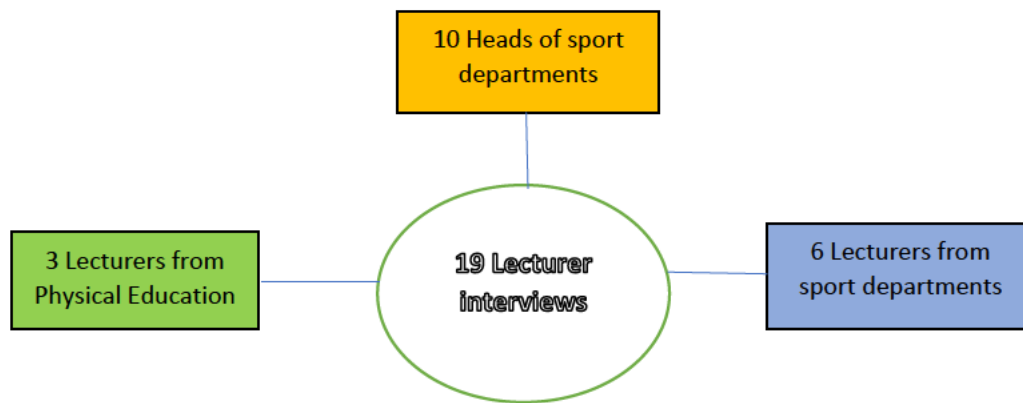 10 Heads of sport
departments
3 Lecturers from
Physical Education
19 Lecturer
interviews
6 Lecturers from
sport departments